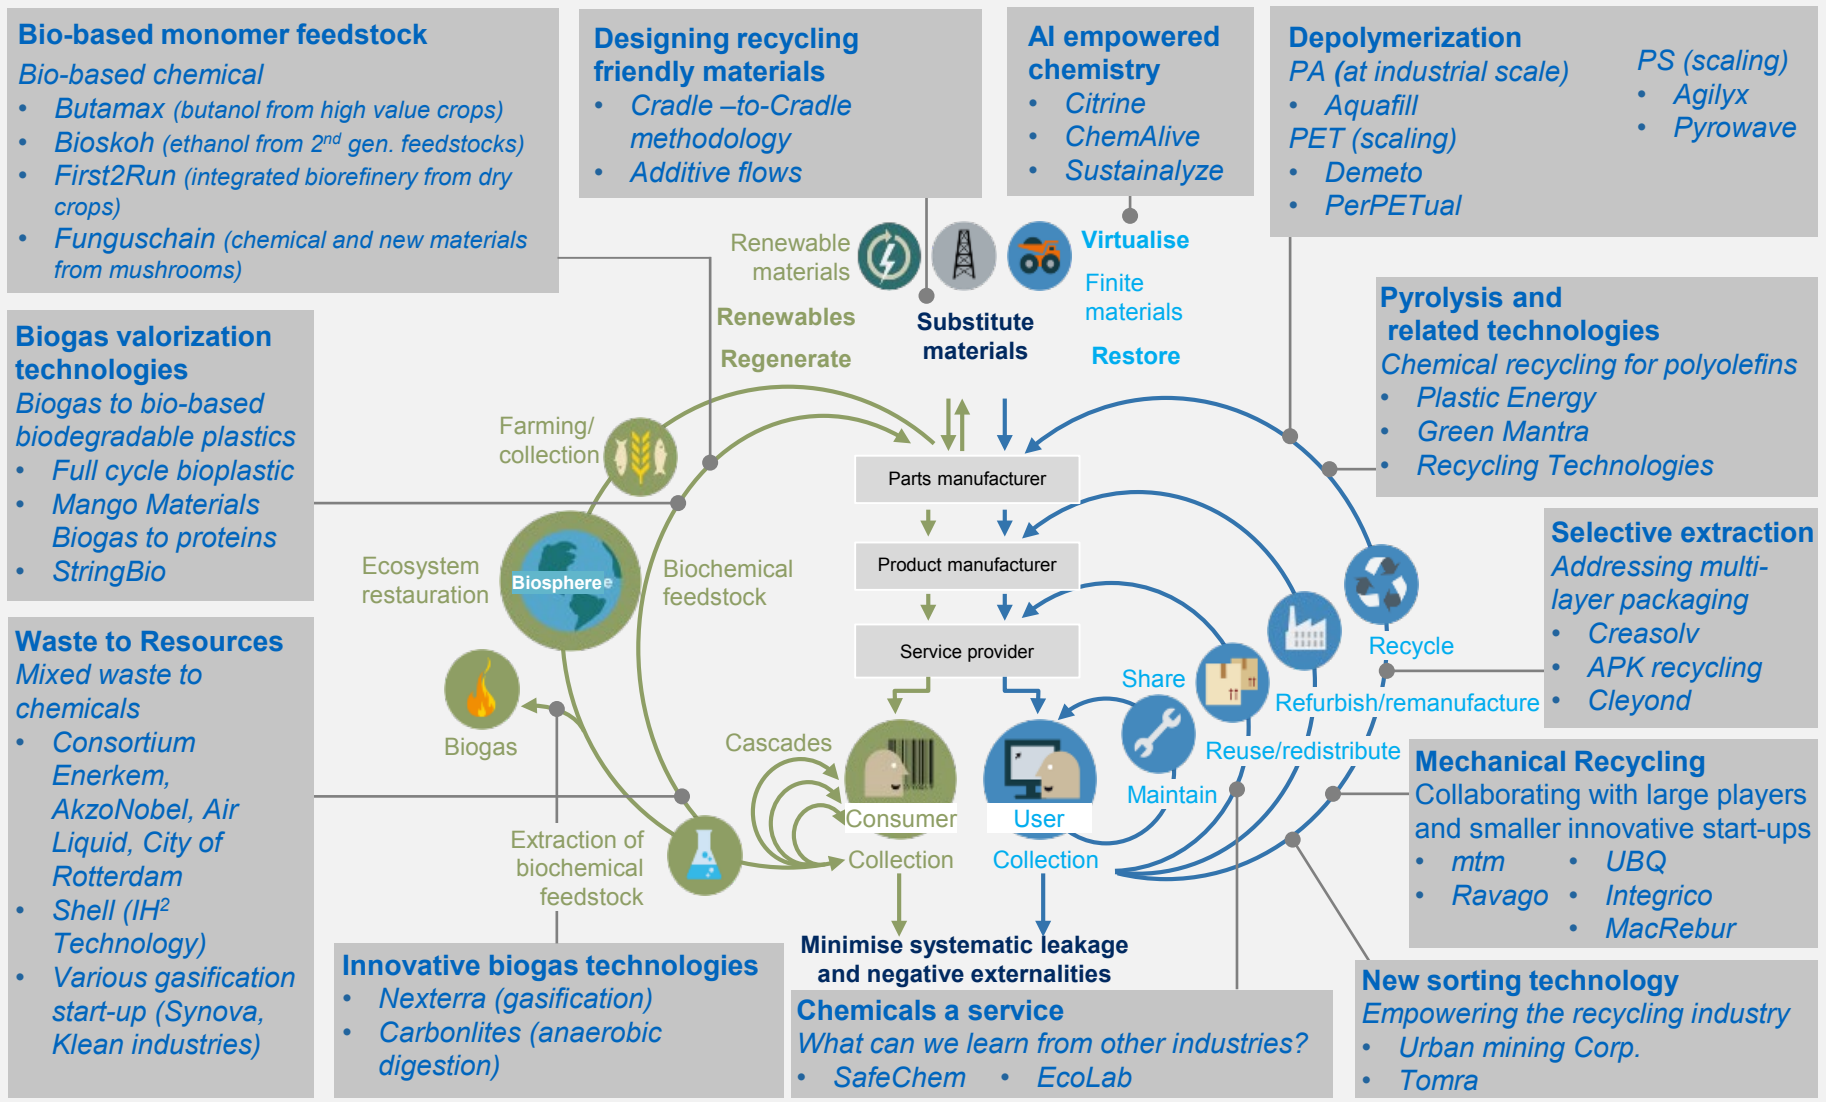 Bio-based monomer feedstock
Bio-based chemical
• Butamax (butanol from high value crops)
• Bioskoh (ethanol from 2nd gen. feedstocks)
• First2Run (integrated biorefinery from dry
crops)
• Funguschain (chemical and new materials
from mushrooms)
Designing recycling
friendly materials
• Cradle –to-Cradle
methodology
• Additive flows
AI empowered
chemistry
• Citrine
• ChemAlive
• Sustainalyze
Depolymerization
PA (at industrial scale)
• Aquafill
PET (scaling)
• Demeto
• PerPETual
PS (scaling)
• Agilyx
• Pyrowave
Renewable
materials
Virtualise
Finite
materials
Renewables
Regenerate
Substitute
materials
Restore
Biogas valorization
technologies
Biogas to bio-based
biodegradable plastics
• Full cycle bioplastic
• Mango Materials
Biogas to proteins
• StringBio
Pyrolysis and
related technologies
Chemical recycling for polyolefins
• Plastic Energy
• Green Mantra
• Recycling Technologies
Farming/
collection
Parts manufacturer
Product manufacturer
Service provider
Ecosystem
restauration
Biosphere e
Biochemical
feedstock
Selective extraction
Addressing multi-
layer packaging
• Creasolv
• APK recycling
• Cleyond
Recycle
Refurbish/remanufacture
Reuse/redistribute
Share
Maintain
Waste to Resources
Mixed waste to
chemicals
• Consortium
Enerkem,
AkzoNobel, Air
Liquid, City of
Rotterdam
• Shell (IH2
Technology)
• Various gasification
start-up (Synova,
Klean industries)
Biogas
Cascades
Consumer
User
Collection
Collection
Extraction of
biochemical
feedstock
Mechanical Recycling
Collaborating with large players
and smaller innovative start-ups
• mtm
• Ravago
• UBQ
• Integrico
• MacRebur
Minimise systematic leakage
and negative externalities
Innovative biogas technologies
• Nexterra (gasification)
• Carbonlites (anaerobic
digestion)
Chemicals a service
What can we learn from other industries?
• SafeChem • EcoLab
New sorting technology
Empowering the recycling industry
• Urban mining Corp.
• Tomra